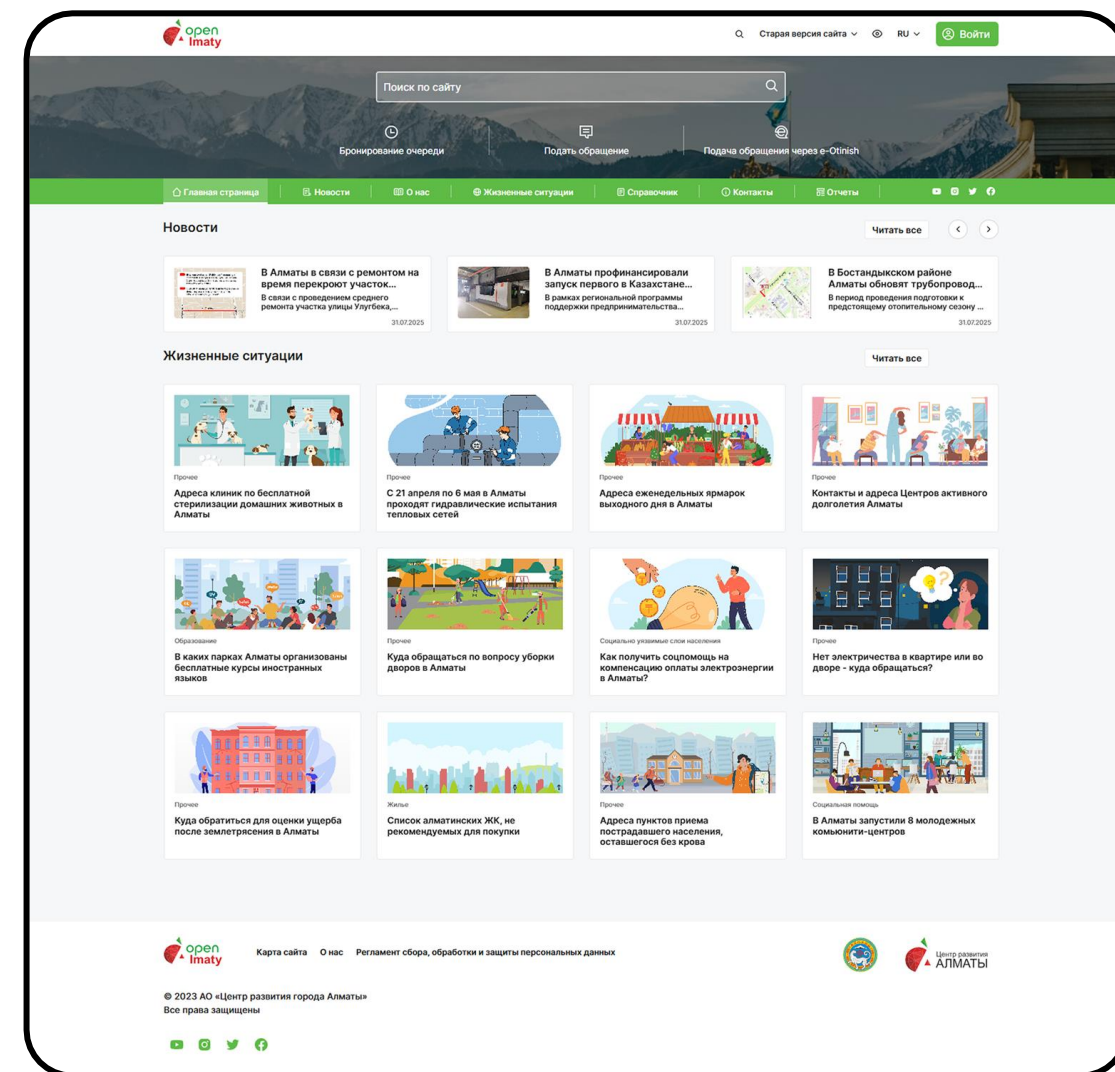 open
lmaty
Старая версия сайта
RU
Войти
Поиск по сайту
Бронирование очереди
Подать обращение
Подача обращения через e-Otinish
Главная страница
Новости
О нас
Жизненные ситуации
Справочник
Контакты
Отчеты
Новости
Читать все
В Алматы в связи с ремонтом на
время перекроют участок...
В связи с проведением среднего
ремонта участка улицы Улугбека,...
31.07.2025
В Алматы профинансировали
запуск первого в Казахстане...
В рамках региональной программы
поддержки предпринимательства...
31.07.2025
В Бостандыкском районе
Алматы обновят трубопровод...
В период проведения подготовки к
предстоящему отопительному сезону ...
31.07.2025
Жизненные ситуации
Читать все
Прочее
Адреса клиник по бесплатной
стерилизации домашних животных в
Алматы
Прочее
С 21 апреля по 6 мая в Алматы
проходят гидравлические испытания
тепловых сетей
Прочее
Адреса еженедельных ярмарок
выходного дня в Алматы
Прочее
Контакты и адреса Центров активного
долголетия Алматы
Образование
В каких парках Алматы организованы
бесплатные курсы иностранных
языков
Прочее
Куда обращаться по вопросу уборки
дворов в Алматы
Социально уязвимые слои населения
Как получить соцпомощь на
компенсацию оплаты электроэнергии
в Алматы?
Прочее
Нет электричества в квартире или во
дворе - куда обращаться?
Прочее
Куда обратиться для оценки ущерба
после землетрясения в Алматы
Жилье
Список алматинских ЖК, не
рекомендуемых для покупки
Прочее
Адреса пунктов приема
пострадавшего населения,
оставшегося без крова
Социальная помощь
В Алматы запустили 8 молодежных
комьюнити-центров
open
lmaty
Карта сайта
О нас
Регламент сбора, обработки и защиты персональных данных
Центр развития
АЛМАТЫ
© 2023 АО «Центр развития города Алматы»
Все права защищены